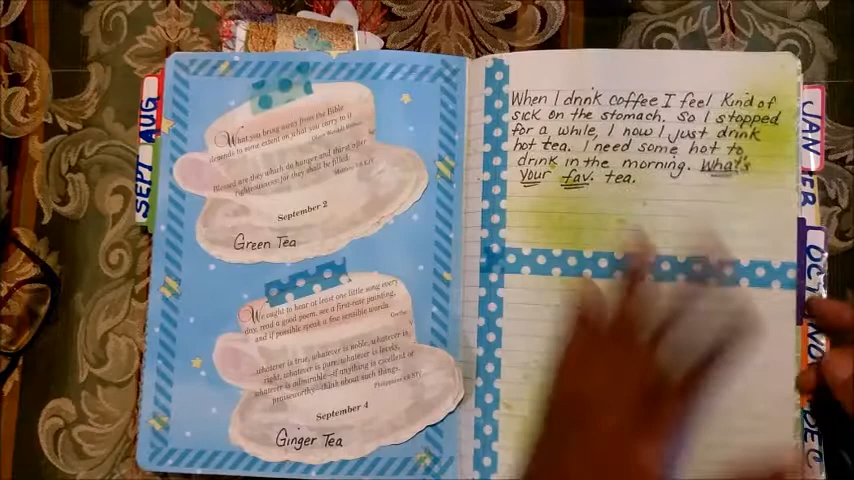 SEPT AUG
What you bring away from the Bible
depends to some extent on what you carry to it
Blessed are they which do hunger and thirst after
righteousness: for they shall be filled.
September 2
Green Tea
We ought to hear at least one little song every
day, read a good poem, see a first-rate painting,
and if possible speak a few sensible words.
whatever is true, whatever is noble, whatever is
right, whatever is pure, whatever is lovely,
whatever is admirable—if anything is excellent or
praiseworthy—think about such things.
Philippians 4:8 NIV
September 4
Ginger Tea
When I drink coffee I feel kind of
sick on the stomach. So I stopped
for a while, I now I just drink
hot tea. I need some hot to
drink in the morning. What's
your fav. tea.
JAN
OCT
DEC